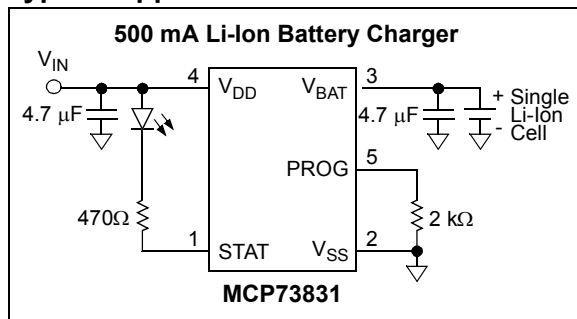 500 mA Li-Ion Battery Charger
VIN
4
VDD
VBAT
3
4.7 μF
4.7 μF
+ Single
Li-Ion
- Cell
PROG
5
470Ω
2 kΩ
1
STAT
VSS
2
MCP73831